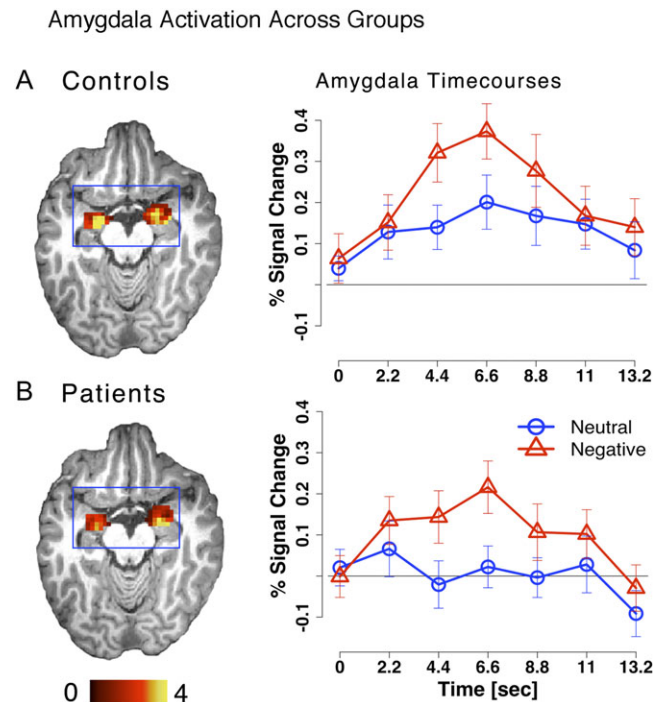 Amygdala Activation Across Groups
A Controls
Amygdala Timecourses
% Signal Change
0.4
0.3
0.2
0.1
-0.1
0 2.2 4.4 6.6 8.8 11 13.2
B Patients
% Signal Change
0.4
0.3
0.2
0.1
-0.1
Neutral
Negative
0 2.2 4.4 6.6 8.8 11 13.2
Time [sec]
0 4